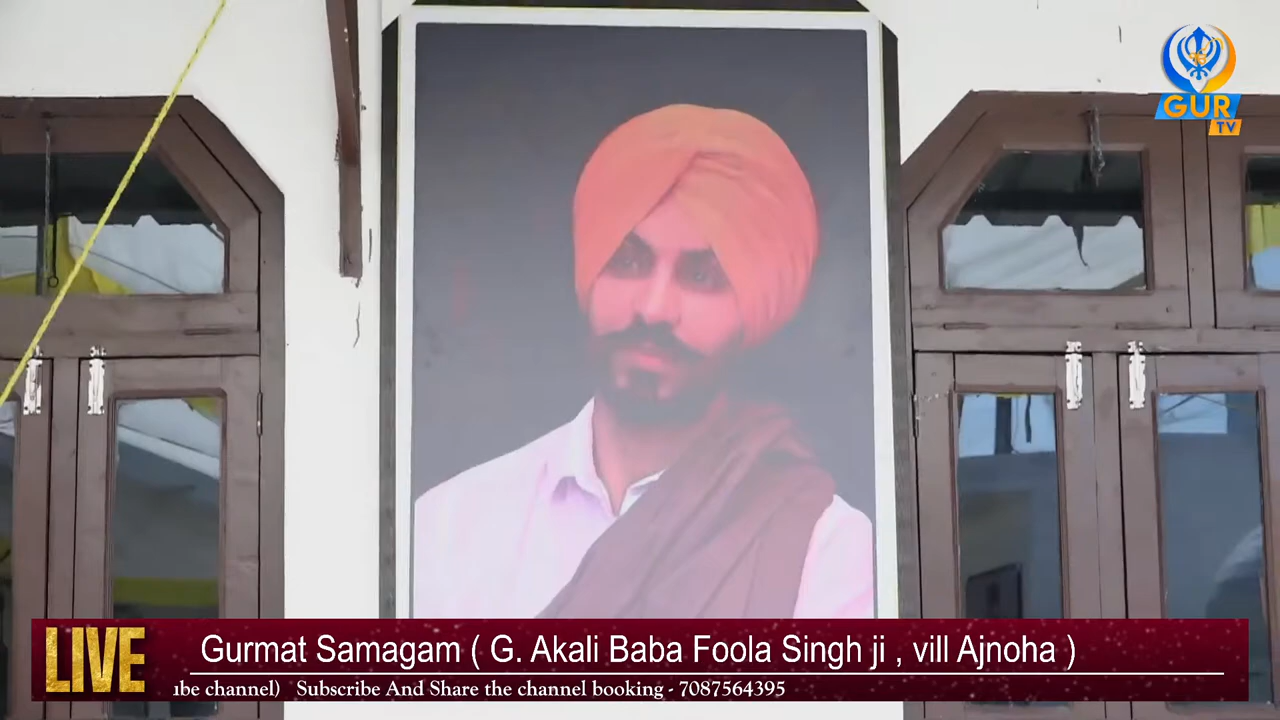 GUR
TV
LIVE
Gurmat Samagam ( G. Akali Baba Foola Singh ji , vill Ajnoha )
channel) Subscribe And Share the channel booking - 7087564395